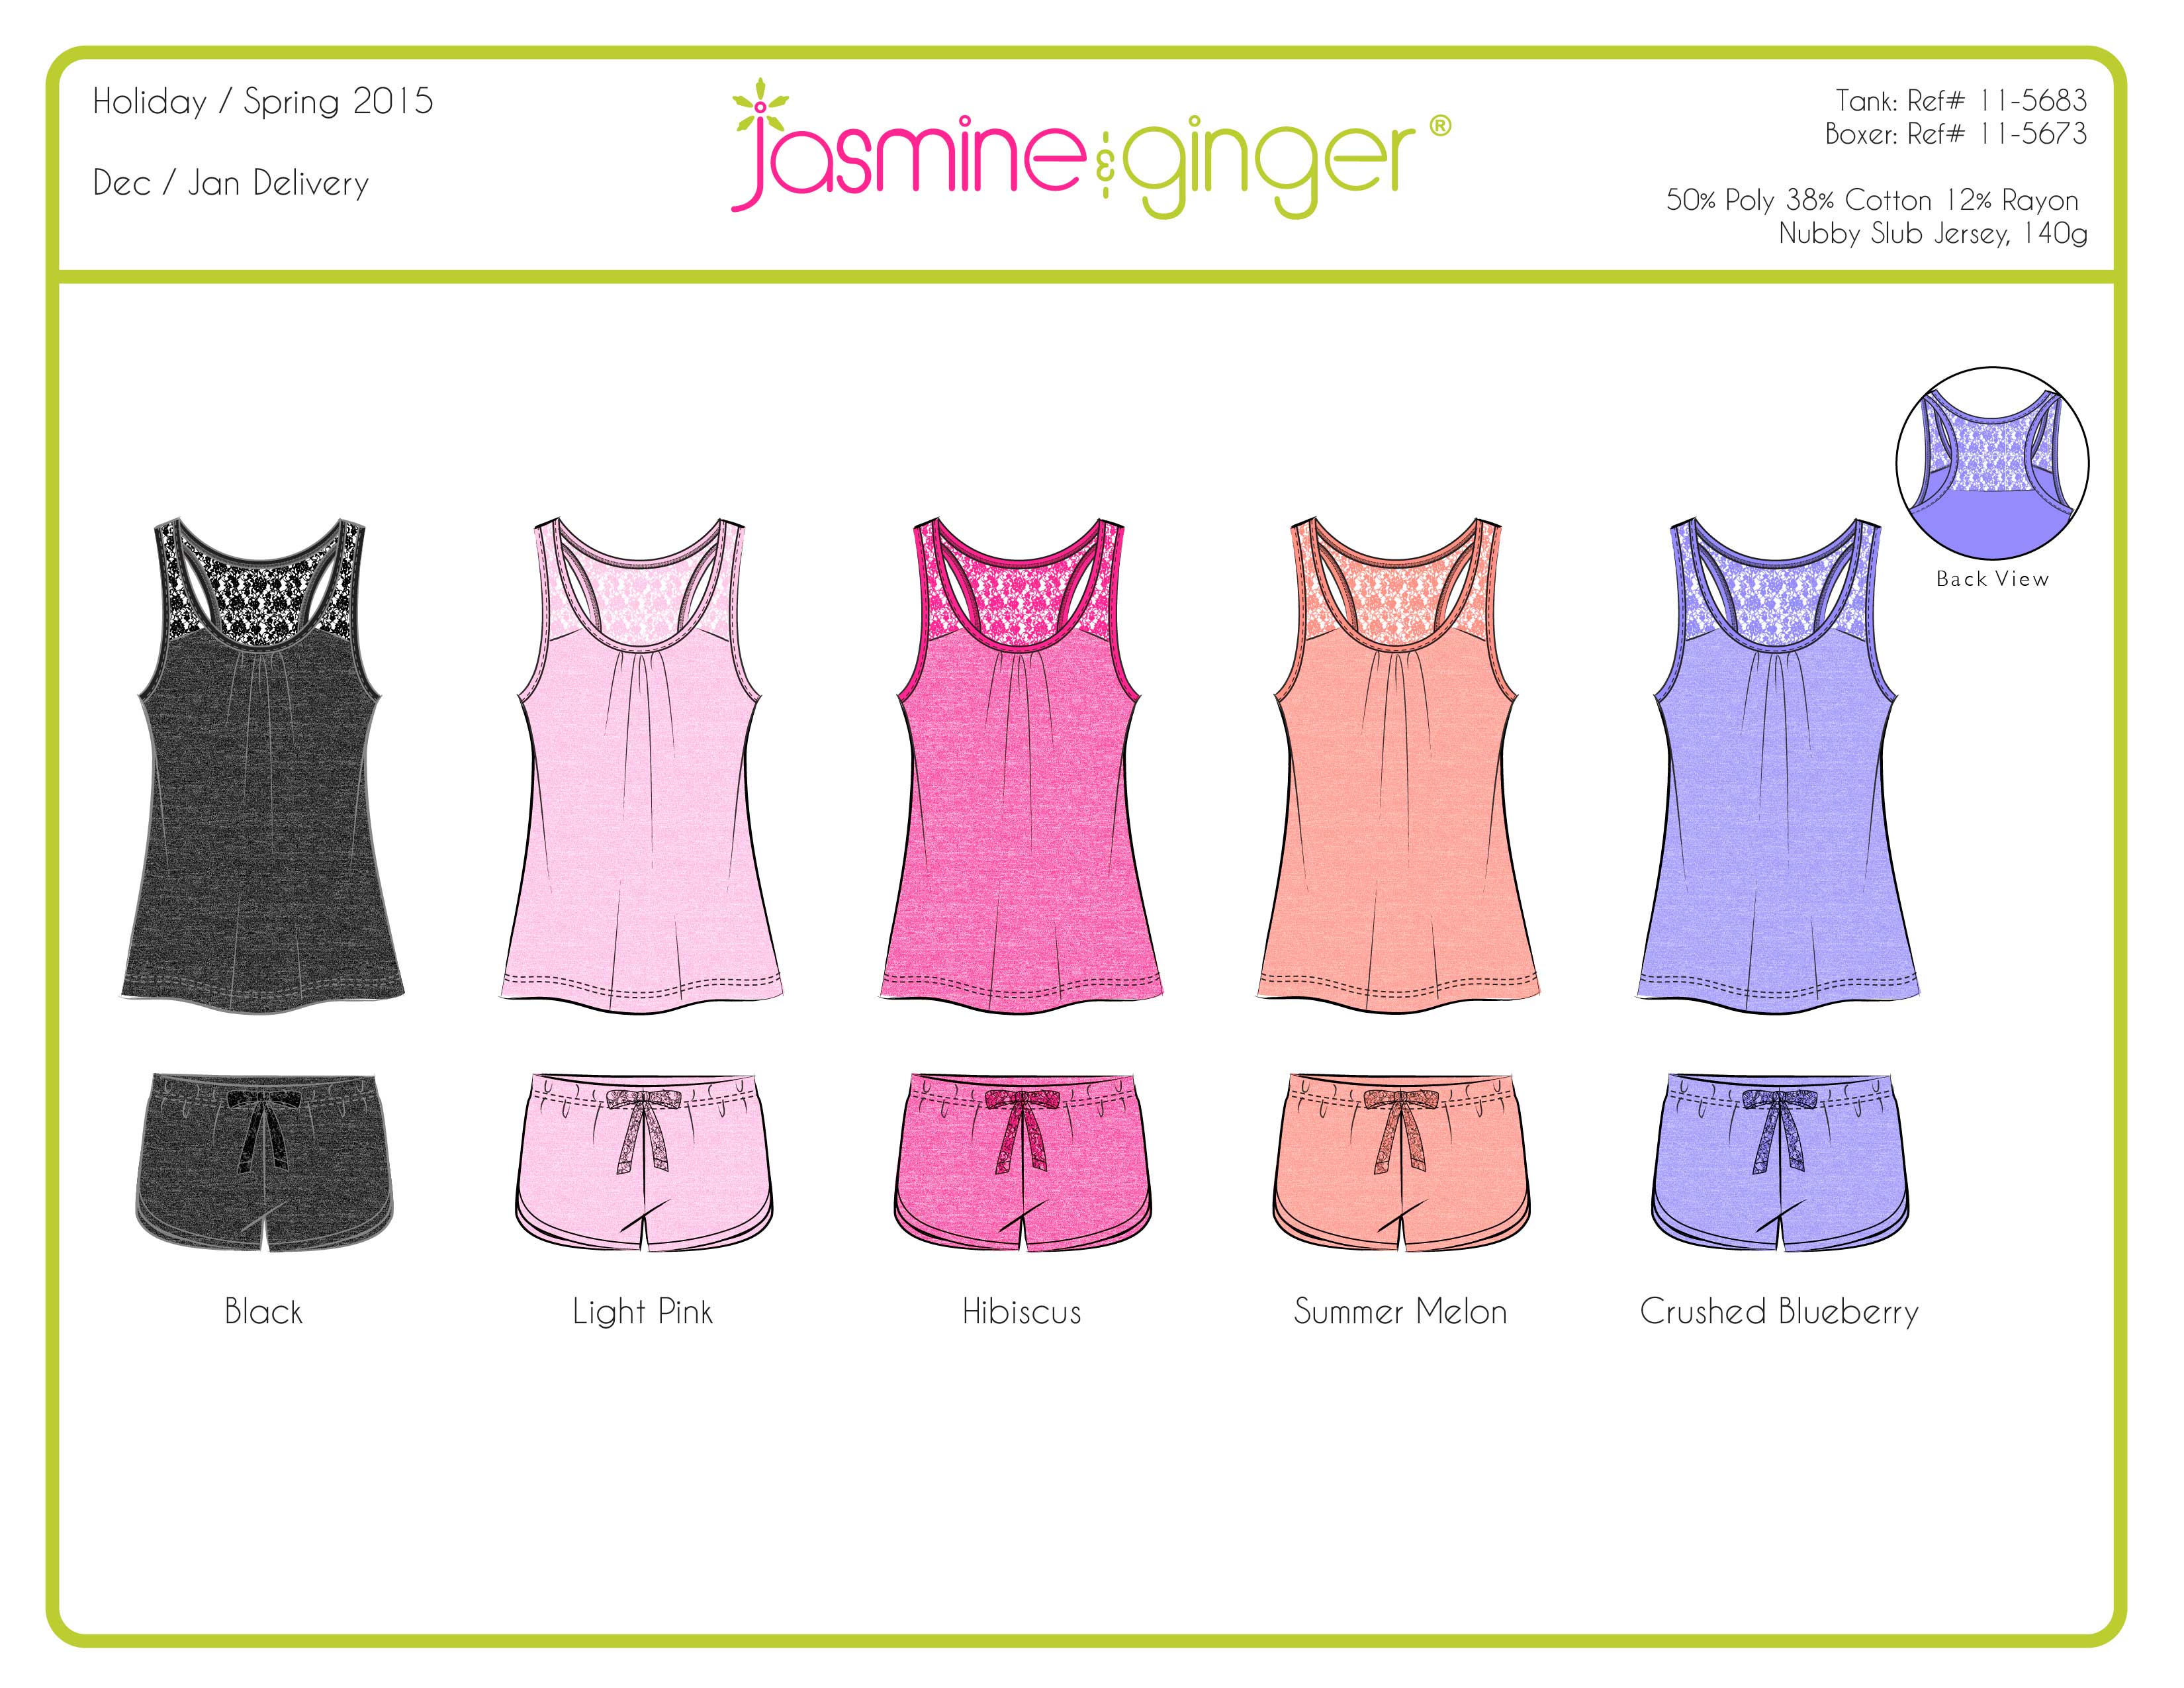 Holiday / Spring 2015
Dec / Jan Delivery
jasmine & ginger ®
Tank: Ref# 11-5683
Boxer: Ref# 11-5673
50% Poly 38% Cotton 12% Rayon
Nubby Slub Jersey, 140g
Back View
Black
Light Pink
Hibiscus
Summer Melon
Crushed Blueberry